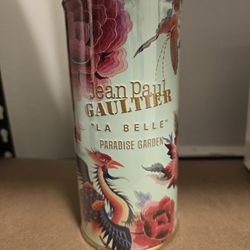 Jean Paul
GAULTIER
"LA BELLE"
PARADISE GARDEN